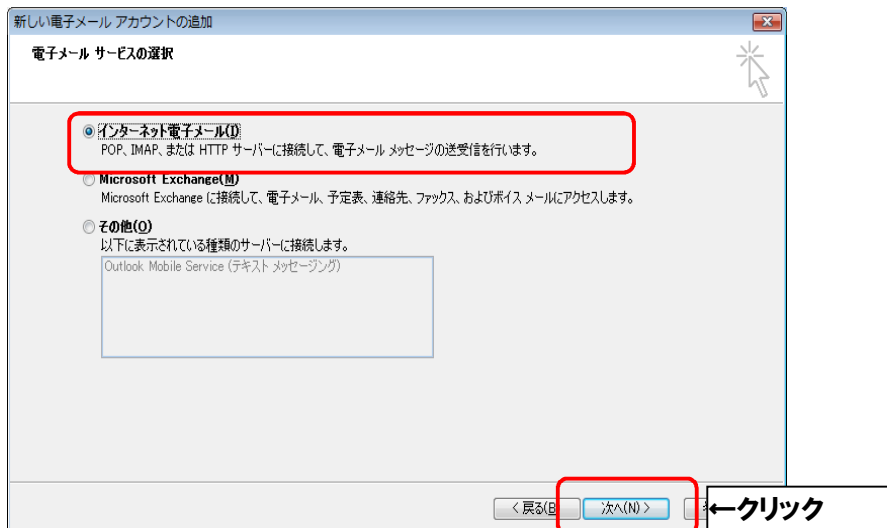 新しい電子メール アカウントの追加
電子メール サービスの選択
インターネット電子メール(I)
POP、IMAP、または HTTP サーバーに接続して、電子メール メッセージの送受信を行います。
Microsoft Exchange(M)
Microsoft Exchange に接続して、電子メール、予定表、連絡先、ファックス、およびボイス メールにアクセスします。
その他(O)
以下に表示されている種類のサーバーに接続します。
Outlook Mobile Service (テキスト メッセージング)
< 戻る(B 次へ(N) > ←クリック